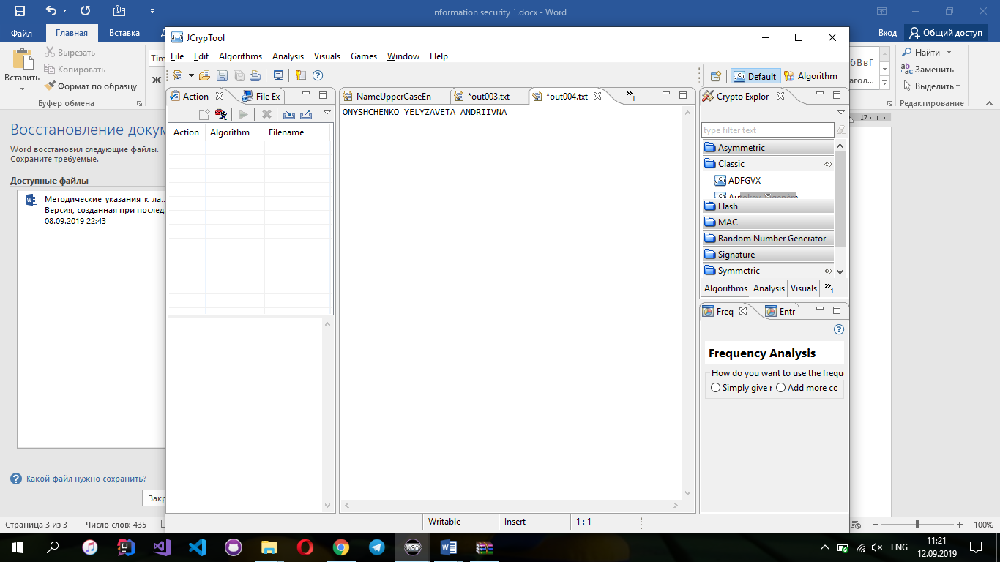 Information security 1.docx - Word
Файл
Главная
Вставка
Вход
Общий доступ
Вставить
Вырезать
Копировать
Формат по образцу
Буфер обмена
Tim
Ж
Найти
Заменить
Выделить
Редактирование
Восстановление докум
Word восстановил следующие файлы.
Сохраните требуемые.
Доступные файлы
Методические_указания_к_ла...
Версия, созданная при послед
08.09.2019 22:43
Какой файл нужно сохранить?
Закр
Страница 3 из 3
Число слов: 435
100%
17
JCrypTool
File Edit Algorithms Analysis Visuals Games Window Help
Default
Algorithm
Action
File Ex
Action Algorithm Filename
NameUpperCaseEn
*out003.txt
*out004.txt
1
ONYSHCHENKO YELYZAVETA ANDRIIVNA
Crypto Explor
type filter text
Asymmetric
Classic
ADFGVX
Hash
MAC
Random Number Generator
Signature
Symmetric
Algorithms Analysis Visuals
1
Freq
Entr
Frequency Analysis
How do you want to use the frequ
Simply give r
Add more co
Writable
Insert
1 : 1
ENG
11:21
12.09.2019